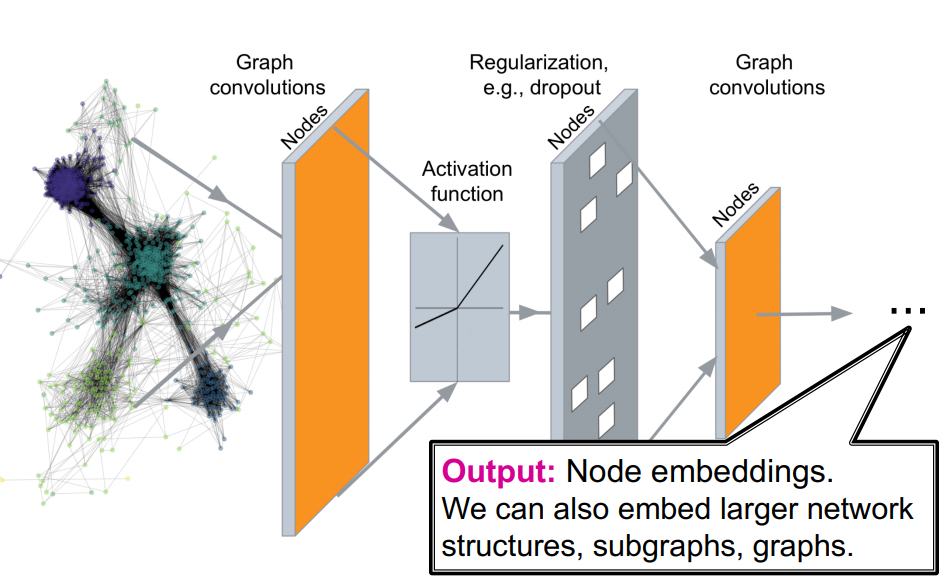 Graph
convolutions
Regularization,
e.g., dropout
Graph
convolutions
Nodes
Nodes
Activation
function
Nodes
...
Output: Node embeddings.
We can also embed larger network
structures, subgraphs, graphs.